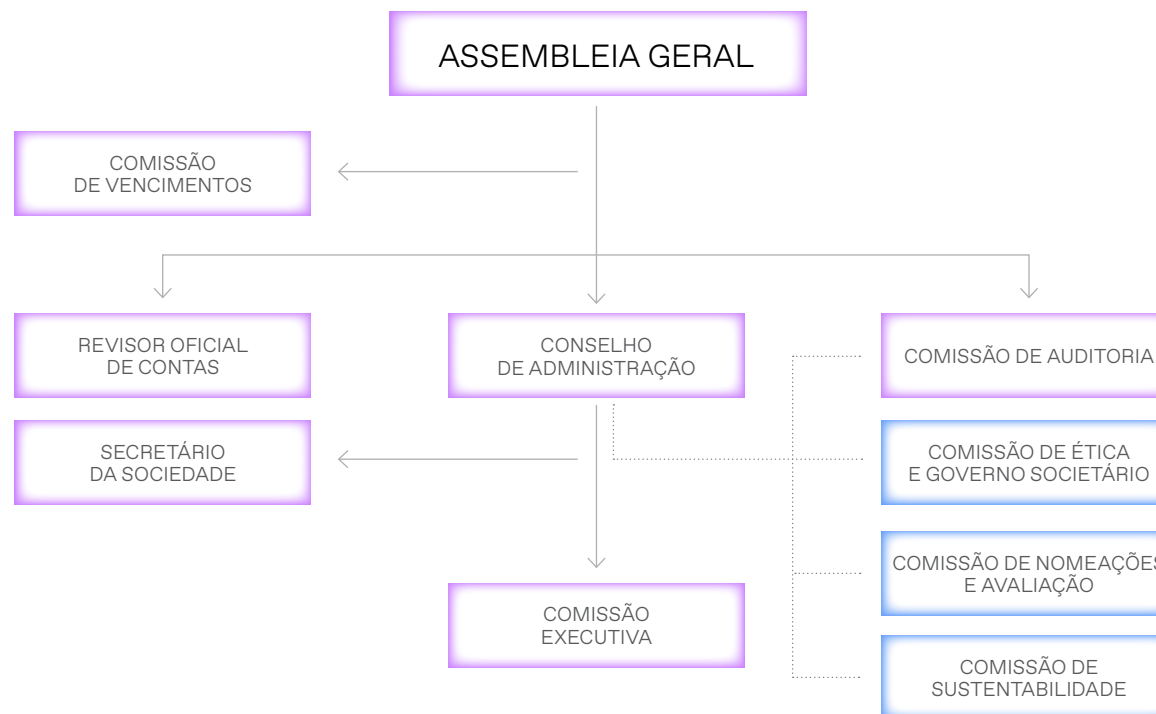 ASSEMBLEIA GERAL
COMISSÃO
DE VENCIMENTOS
REVISOR OFICIAL
DE CONTAS
CONSELHO
DE ADMINISTRAÇÃO
COMISSÃO DE AUDITORIA
SECRETÁRIO
DA SOCIEDADE
COMISSÃO DE ÉTICA
E GOVERNO SOCIETÁRIO
COMISSÃO DE NOMEAÇÕES
E AVALIAÇÃO
COMISSÃO
EXECUTIVA
COMISSÃO DE
SUSTENTABILIDADE